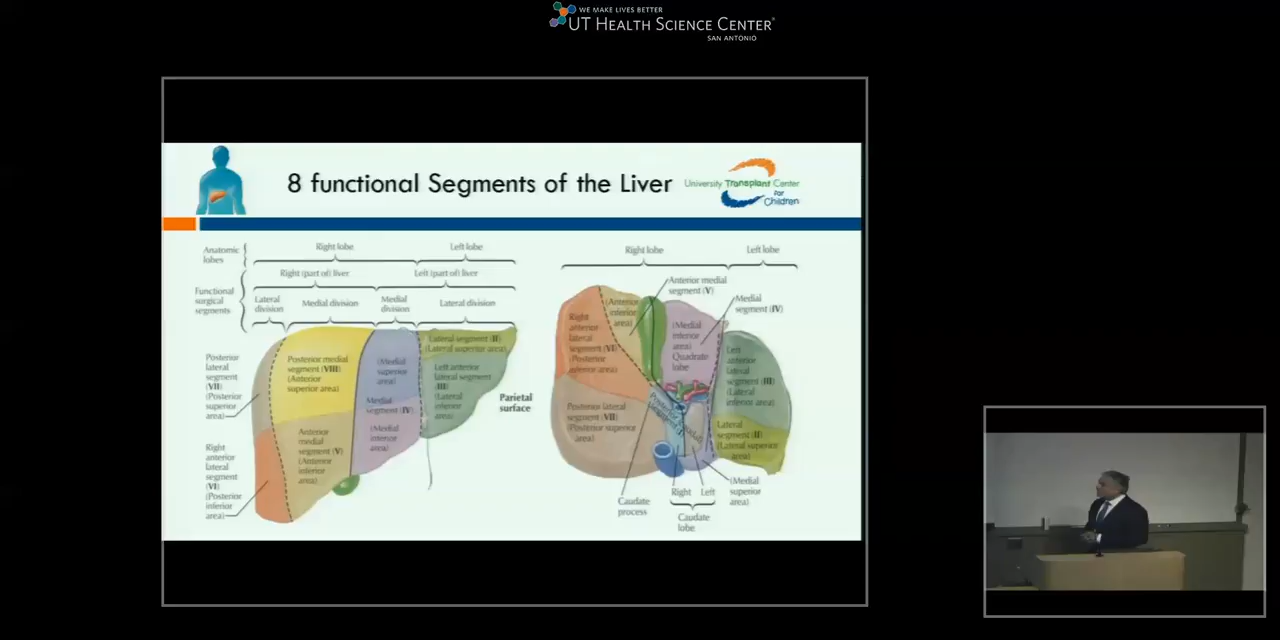 WE MAKE LIVES BETTER
UT HEALTH SCIENCE CENTER
SAN ANTONIO
8 functional Segments of the Liver
University Transplant Center
for
Children
Anatomic
lobes
Right lobe
Left lobe
Functional
surgical
segments
Right (part of) liver
Left (part of) liver
Lateral
division
Medial division
Medial
division
Lateral division
Posterior
lateral
segment
(VII)
(Posterior
superior
area)
Right
anterior
lateral
segment
(VI)
(Posterior
inferior
area)
Posterior medial
segment (VIII)
(Anterior
superior area)
Anterior
medial
segment (V)
(Anterior
inferior
area)
(Medial
superior
area)
Medial
segment (IV)
(Medial
inferior
area)
Lateral segment (II)
(Lateral superior area)
Left anterior
lateral segment
(III)
(Lateral
inferior
area)
Parietal
surface
Right lobe
Left lobe
Anterior medial
segment (V)
Medial
segment (IV)
Right
anterior
lateral
segment
(VI)
(Posterior
inferior area)
(Anterior
inferior
area)
(Medial
inferior
area)
Quadrate
lobe
Left
anterior
lateral
segment
(III)
(Lateral
inferior area)
Posterior lateral
segment (VII)
(Posterior superior
area)
Lateral
segment (II)
(Lateral superior
area)
Caudate
process
Right
Left
Caudate
lobe
(Medial
superior
area)